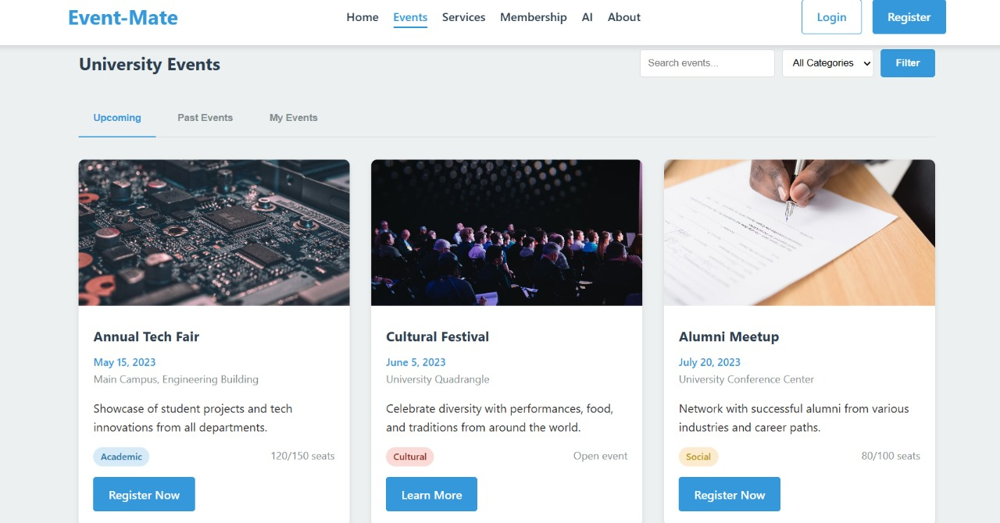 Event-Mate
Home Events Services Membership AI About
Login Register
University Events
Search events...
All Categories
Filter
Upcoming Past Events My Events
Annual Tech Fair
May 15, 2023
Main Campus, Engineering Building
Showcase of student projects and tech
innovations from all departments.
Academic 120/150 seats
Register Now
Cultural Festival
June 5, 2023
University Quadrangle
Celebrate diversity with performances, food,
and traditions from around the world.
Cultural Open event
Learn More
Alumni Meetup
July 20, 2023
University Conference Center
Network with successful alumni from various
industries and career paths.
Social 80/100 seats
Register Now